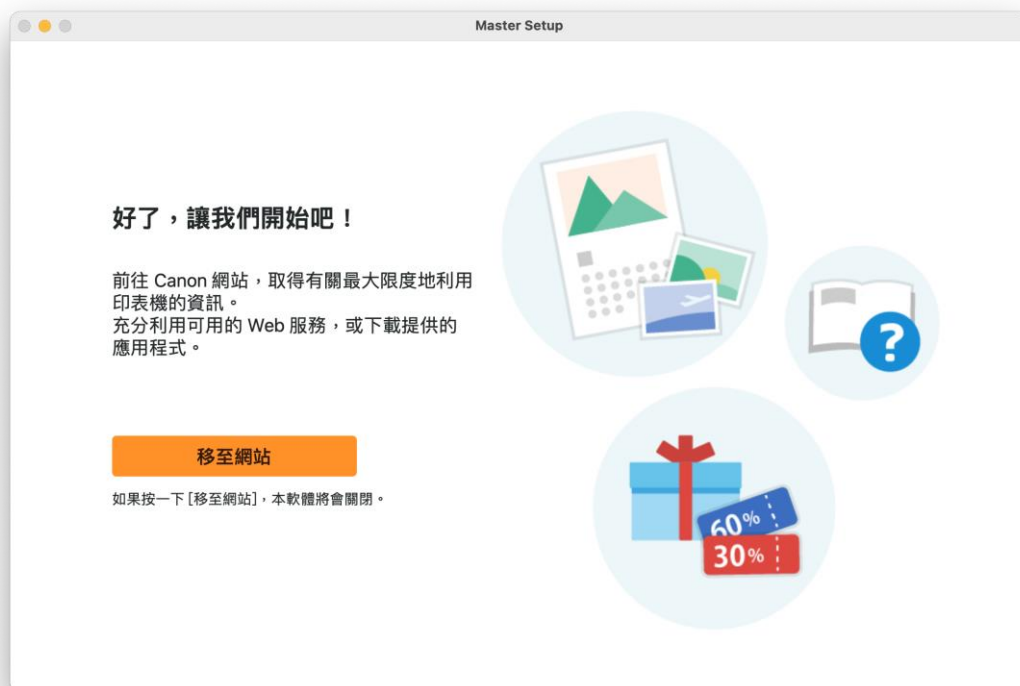 Master Setup
好了，讓我們開始吧！
前往 Canon 網站，取得有關最大限度地利用
印表機的資訊。
充分利用可用的 Web 服務，或下載提供的
應用程式。
移至網站
如果按一下 [移至網站]，本軟體將會關閉。
?
60%
30%